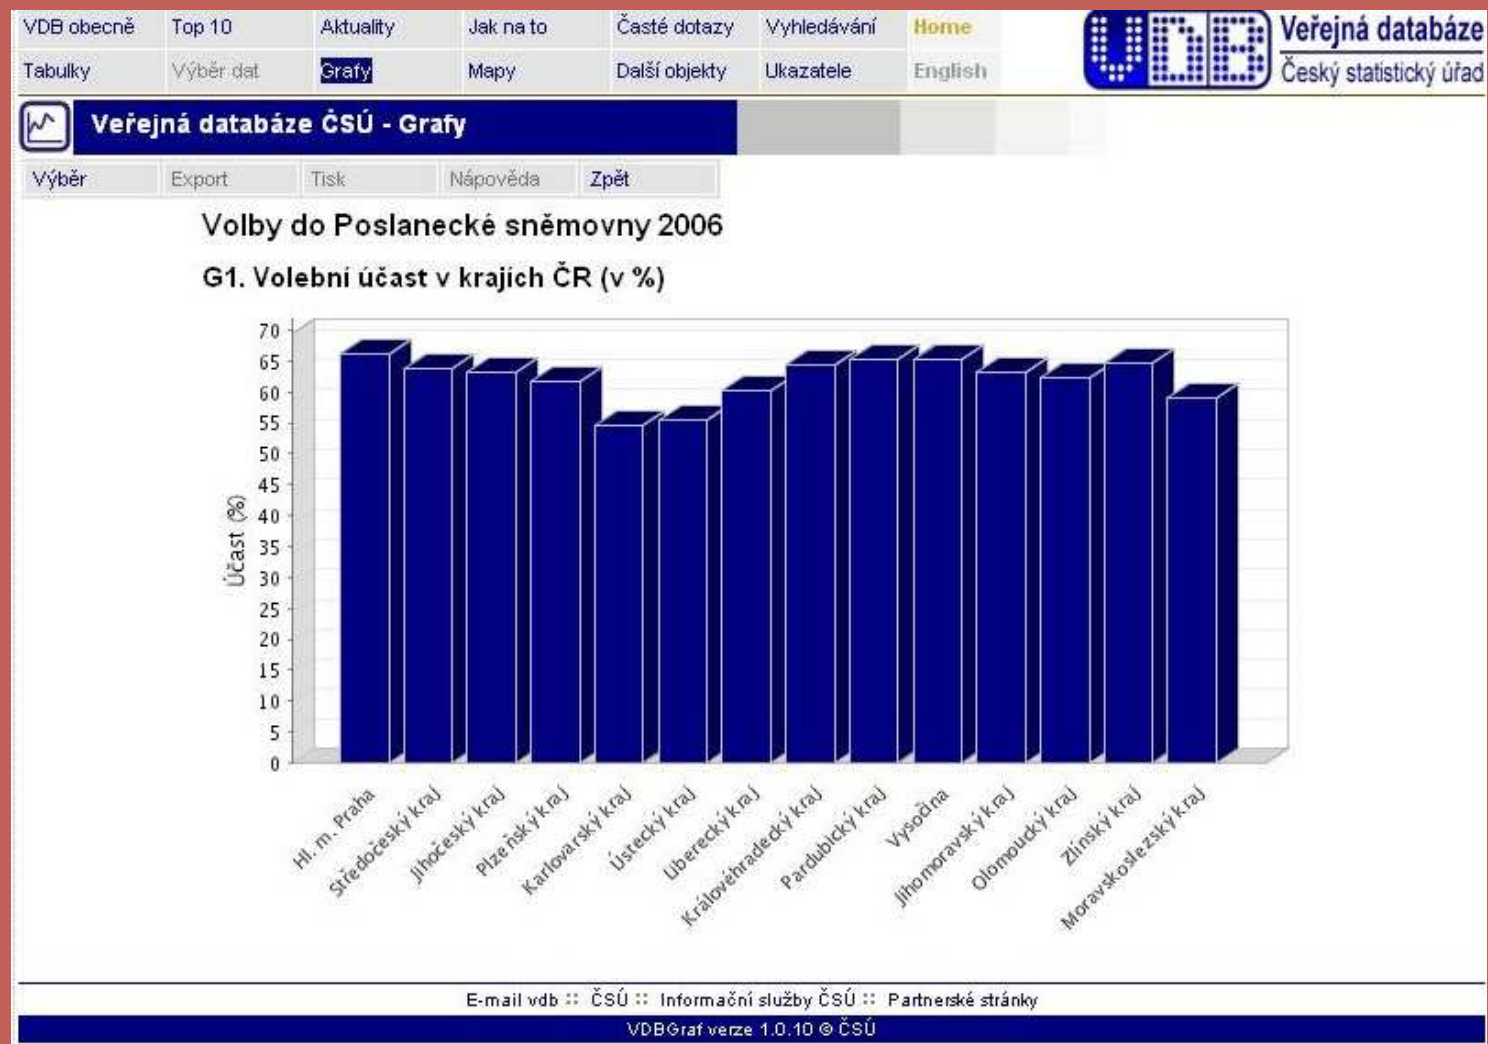 VDB obecně Top 10 Aktuality Jak na to Časté dotazy Vyhledávání Home
Tabulky Výběr dat Grafy Mapy Další objekty Ukazatele English
VDB Veřejná databáze
Český statistický úřad
Veřejná databáze ČSÚ - Grafy
Výběr Export Tisk Nápověda Zpět
Volby do Poslanecké sněmovny 2006
G1. Volební účast v krajích ČR (v %)
Účast (%)
70
65
60
55
50
45
40
35
30
25
20
15
10
5
0
Hl. m. Praha
Středočeský kraj
Jihočeský kraj
Plzeňský kraj
Karlovarský kraj
Ústecký kraj
Liberecký kraj
Královéhradecký kraj
Pardubický kraj
Vysočina
Jihomoravský kraj
Olomoucký kraj
Zlínský kraj
Moravskoslezský kraj
E-mail vdb :: ČSÚ :: Informační služby ČSÚ :: Partnerské stránky
VDBGraf verze 1.0.10 © ČSÚ